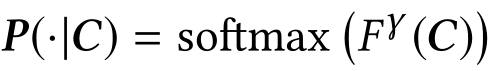 P(·|C) = softmax (F^γ(C))